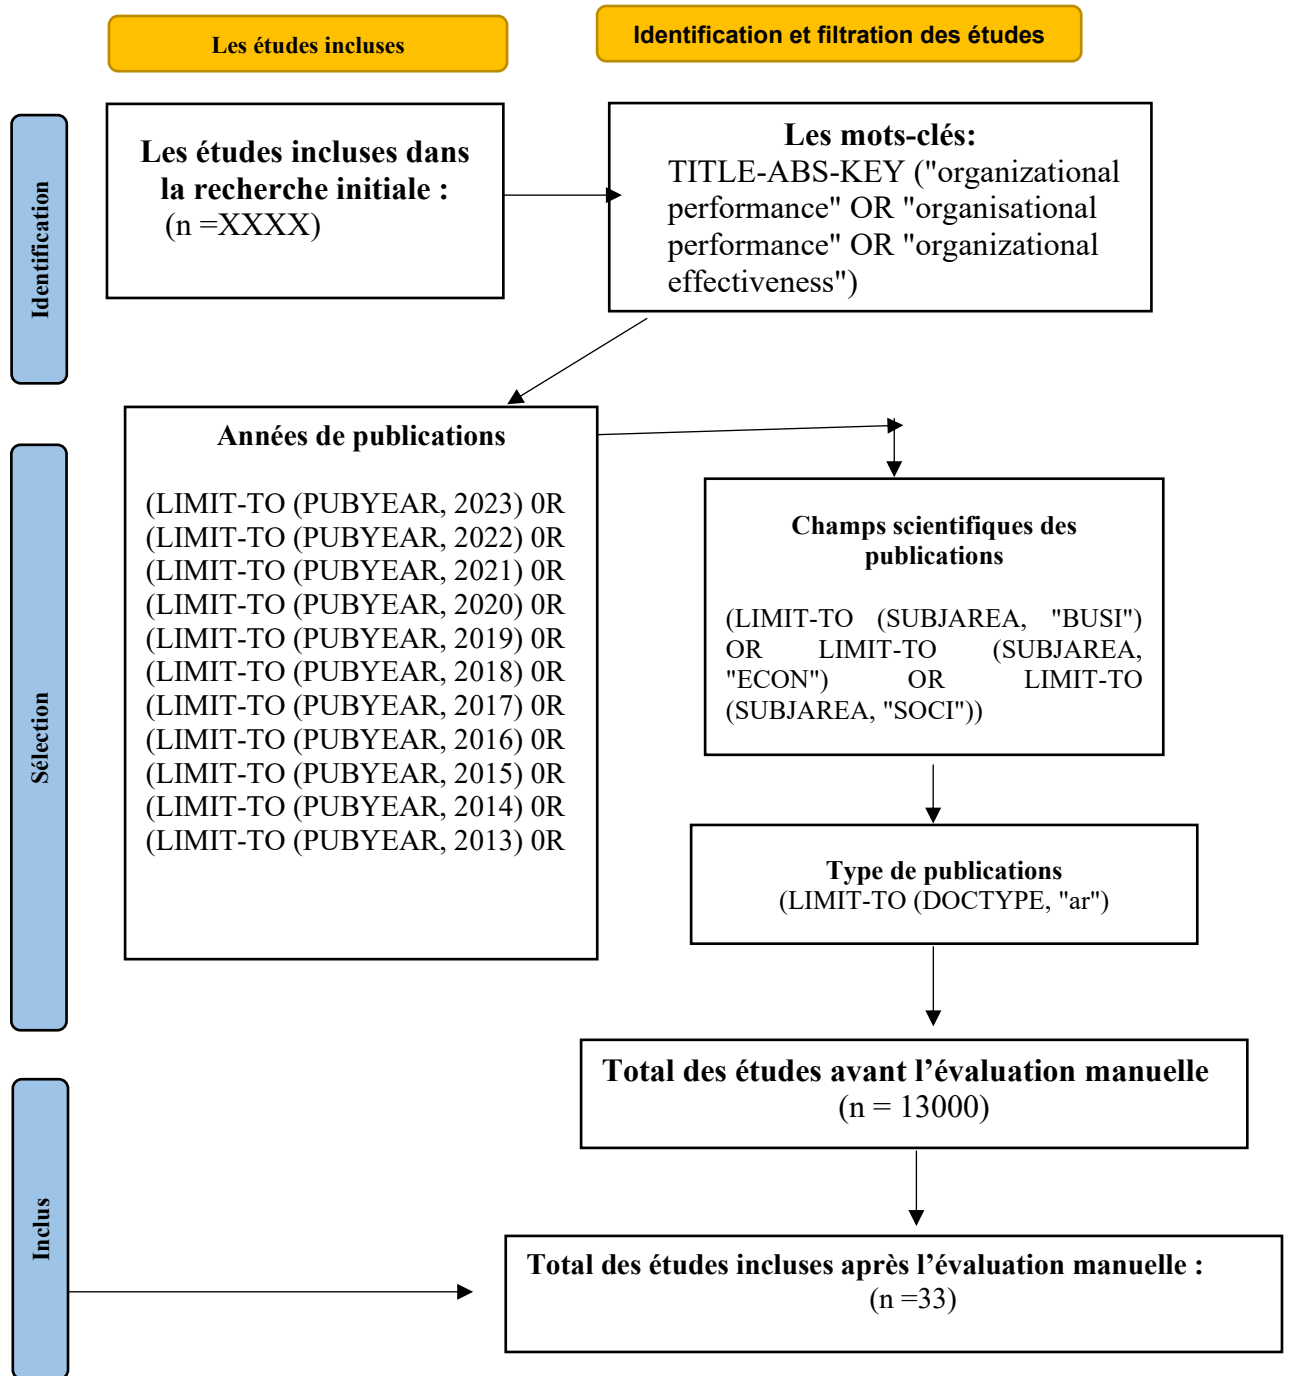 Les études incluses
Identification et filtration des études
Identification
Les études incluses dans
la recherche initiale :
(n =XXXX)
Les mots-clés:
TITLE-ABS-KEY ("organizational
performance" OR "organisational
performance" OR "organizational
effectiveness")
Sélection
Années de publications
(LIMIT-TO (PUBYEAR, 2023) 0R
(LIMIT-TO (PUBYEAR, 2022) 0R
(LIMIT-TO (PUBYEAR, 2021) 0R
(LIMIT-TO (PUBYEAR, 2020) 0R
(LIMIT-TO (PUBYEAR, 2019) 0R
(LIMIT-TO (PUBYEAR, 2018) 0R
(LIMIT-TO (PUBYEAR, 2017) 0R
(LIMIT-TO (PUBYEAR, 2016) 0R
(LIMIT-TO (PUBYEAR, 2015) 0R
(LIMIT-TO (PUBYEAR, 2014) 0R
(LIMIT-TO (PUBYEAR, 2013) 0R
Champs scientifiques des
publications
(LIMIT-TO (SUBJAREA, "BUSI")
OR LIMIT-TO (SUBJAREA,
"ECON") OR LIMIT-TO
(SUBJAREA, "SOCI"))
Type de publications
(LIMIT-TO (DOCTYPE, "ar")
Total des études avant l’évaluation manuelle
(n = 13000)
Inclus
Total des études incluses après l’évaluation manuelle :
(n =33)